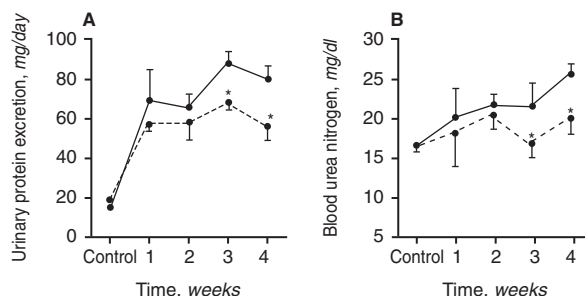 A
Urinary protein excretion, mg/day
100
80
60
40
20
0
*
*
Control 1 2 3 4
Time, weeks
B
Blood urea nitrogen, mg/dl
30
25
20
15
10
5
*
*
Control 1 2 3 4
Time, weeks